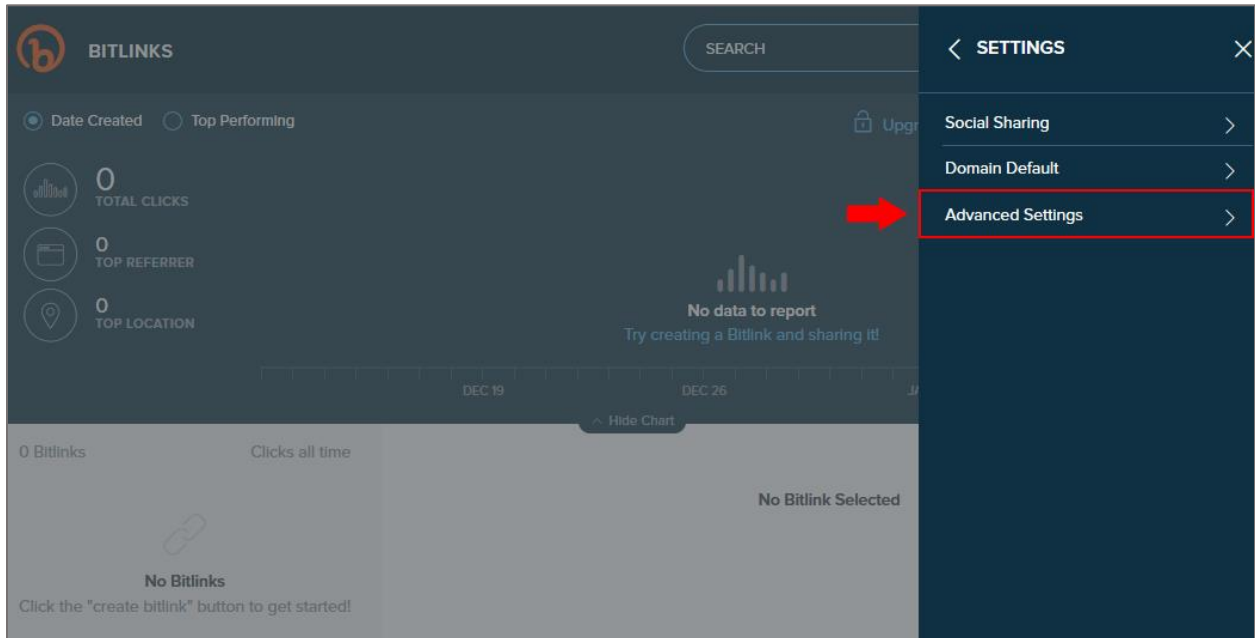 BITLINKS
SEARCH
SETTINGS
Date Created
Top Performing
Upgr
Social Sharing
Domain Default
Advanced Settings
0
TOTAL CLICKS
0
TOP REFERRER
0
TOP LOCATION
No data to report
Try creating a Bitlink and sharing it!
DEC 19
DEC 26
JA
Hide Chart
0 Bitlinks
Clicks all time
No Bitlink Selected
No Bitlinks
Click the "create bitlink" button to get started!